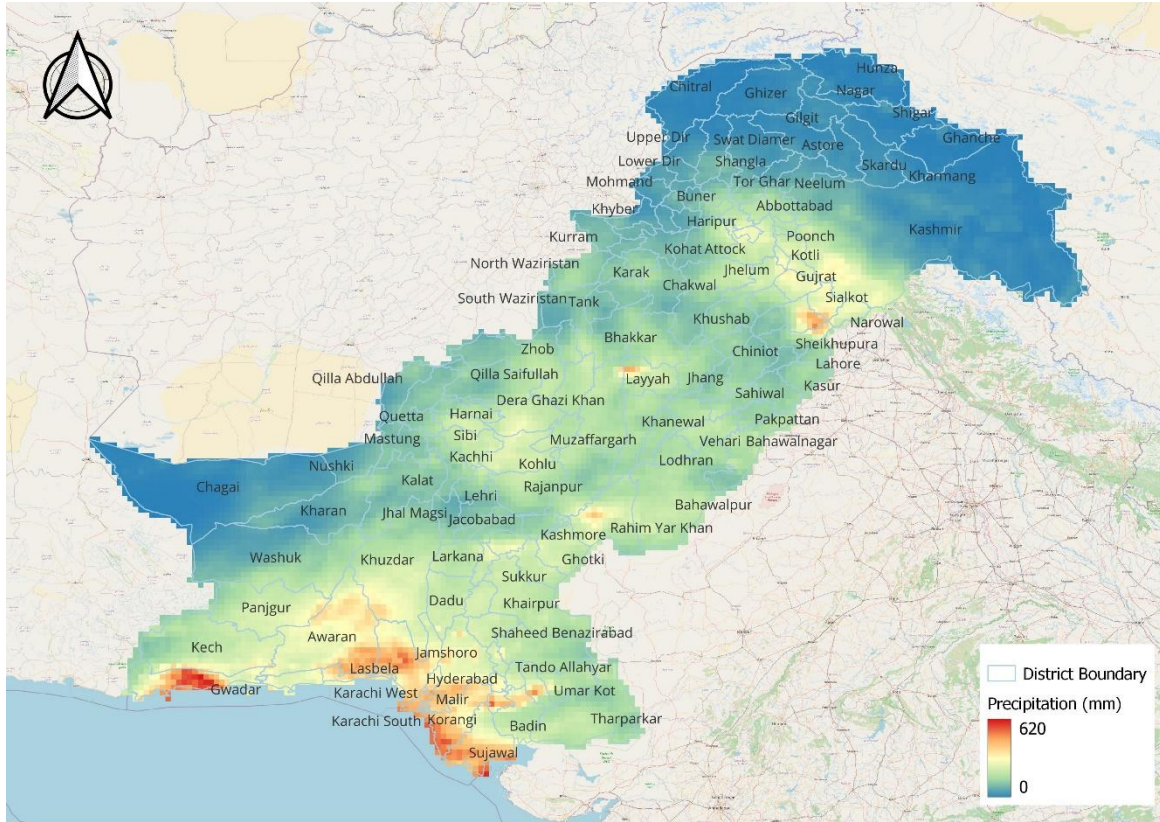 Hunza
Chitral
Ghizer
Nagar
Gilgit
Shigar
Upper Dir
Swat Diamer
Astore
Ghanche
Lower Dir
Shangla
Skardu
Kharmang
Mohmand
Tor Ghar Neelum
Buner
Abbottabad
Khyber
Haripur
Kashmir
Kurram
Poonch
Kohat Attock
Kotli
North Waziristan
Karak
Jhelum
Gujrat
Chakwal
Sialkot
South Waziristan
Tank
Khushab
Narowal
Bhakkar
Sheikhupura
Zhob
Chiniot
Lahore
Qilla Abdullah
Qilla Saifullah
Layyah
Jhang
Kasur
Sahiwal
Dera Ghazi Khan
Quetta
Harnai
Khanewal
Pakpattan
Mastung
Sibi
Muzaffargarh
Vehari Bahawalnagar
Kachhi
Nushki
Kohlu
Lodhran
Chagai
Kalat
Rajanpur
Lehri
Kharan
Jhal Magsi
Jacobabad
Bahawalpur
Kashmore
Rahim Yar Khan
Washuk
Khuzdar
Larkana
Ghotki
Sukkur
Panjgur
Dadu
Khairpur
Awaran
Shaheed Benazirabad
Kech
Jamshoro
Lasbela
Tando Allahyar
Hyderabad
Gwadar
Karachi West
Malir
Umar Kot
Karachi South
Korangi
Badin
Tharparkar
Sujawal
District Boundary
Precipitation (mm)
620
0